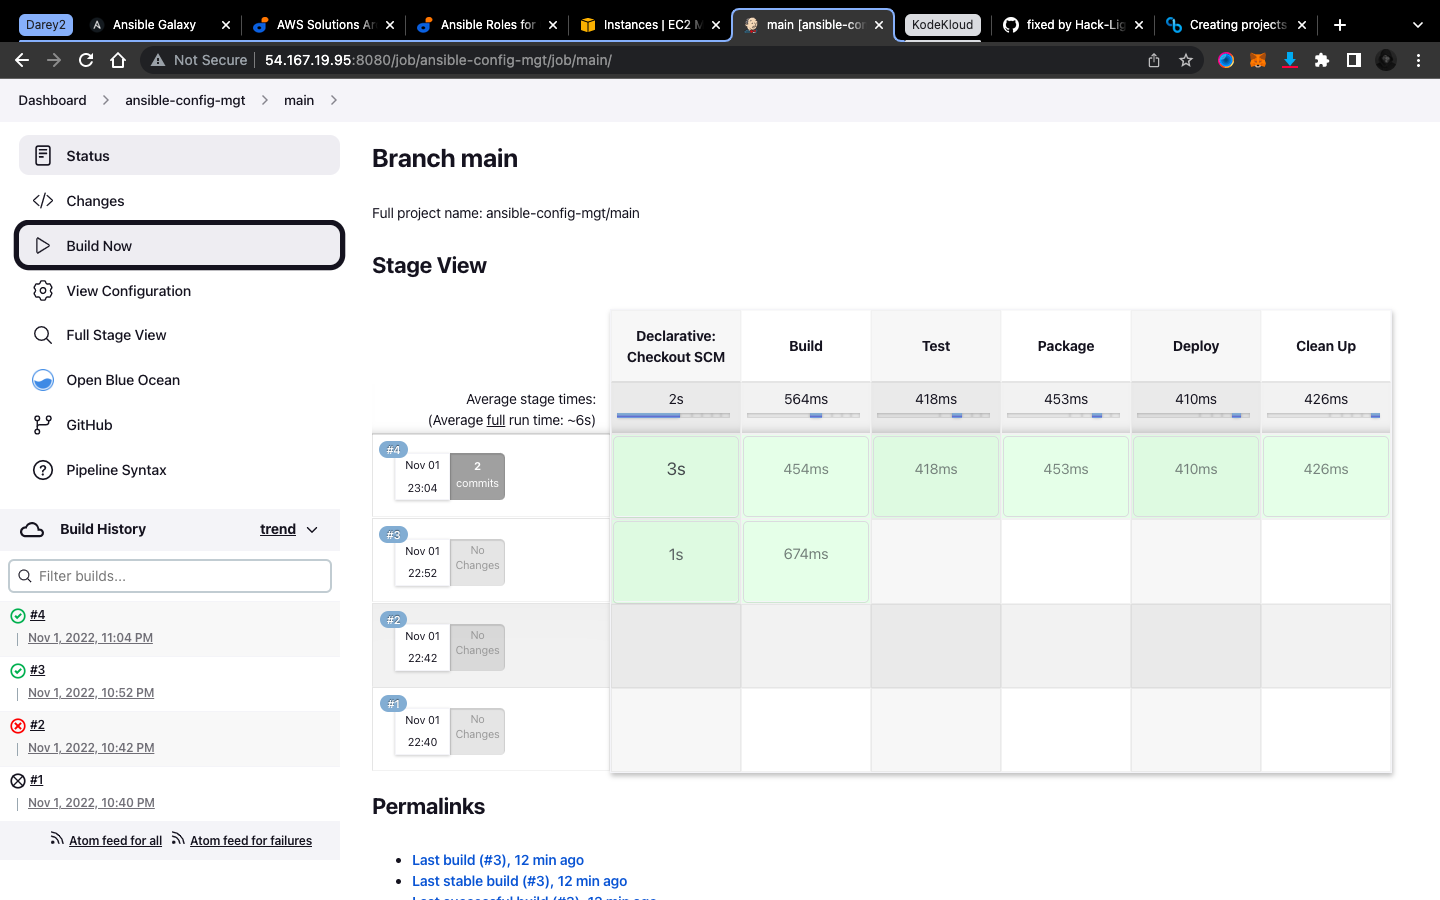 Darey2
Ansible Galaxy
AWS Solutions Ar
Ansible Roles for
Instances | EC2 M
main [ansible-con
KodeKloud
fixed by Hack-Lig
Creating projects
Not Secure
54.167.19.95:8080/job/ansible-config-mgt/job/main/
Dashboard
ansible-config-mgt
main
Status
Changes
Build Now
View Configuration
Full Stage View
Open Blue Ocean
GitHub
Pipeline Syntax
Build History
trend
Filter builds...
#4
Nov 1, 2022, 11:04 PM
#3
Nov 1, 2022, 10:52 PM
#2
Nov 1, 2022, 10:42 PM
#1
Nov 1, 2022, 10:40 PM
Atom feed for all
Atom feed for failures
Branch main
Full project name: ansible-config-mgt/main
Stage View
Declarative:
Checkout SCM
Build
Test
Package
Deploy
Clean Up
Average stage times:
(Average full run time: ~6s)
2s
564ms
418ms
453ms
410ms
426ms
#4
Nov 01
23:04
2
commits
3s
454ms
418ms
453ms
410ms
426ms
#3
Nov 01
22:52
No
Changes
1s
674ms
#2
Nov 01
22:42
No
Changes
#1
Nov 01
22:40
No
Changes
Permalinks
Last build (#3), 12 min ago
Last stable build (#3), 12 min ago
Last successful build (#3), 12 min ago